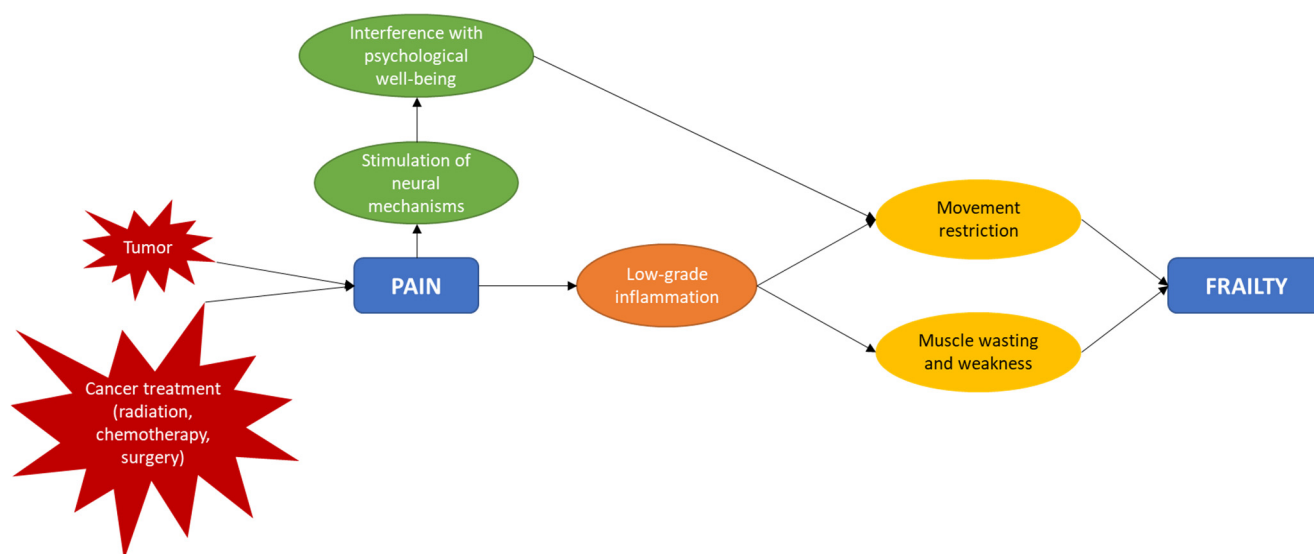 Interference with
psychological
well-being
Stimulation of
neural
mechanisms
Tumor
PAIN
Low-grade
inflammation
Movement
restriction
FRAILTY
Muscle wasting
and weakness
Cancer treatment
(radiation,
chemotherapy,
surgery)